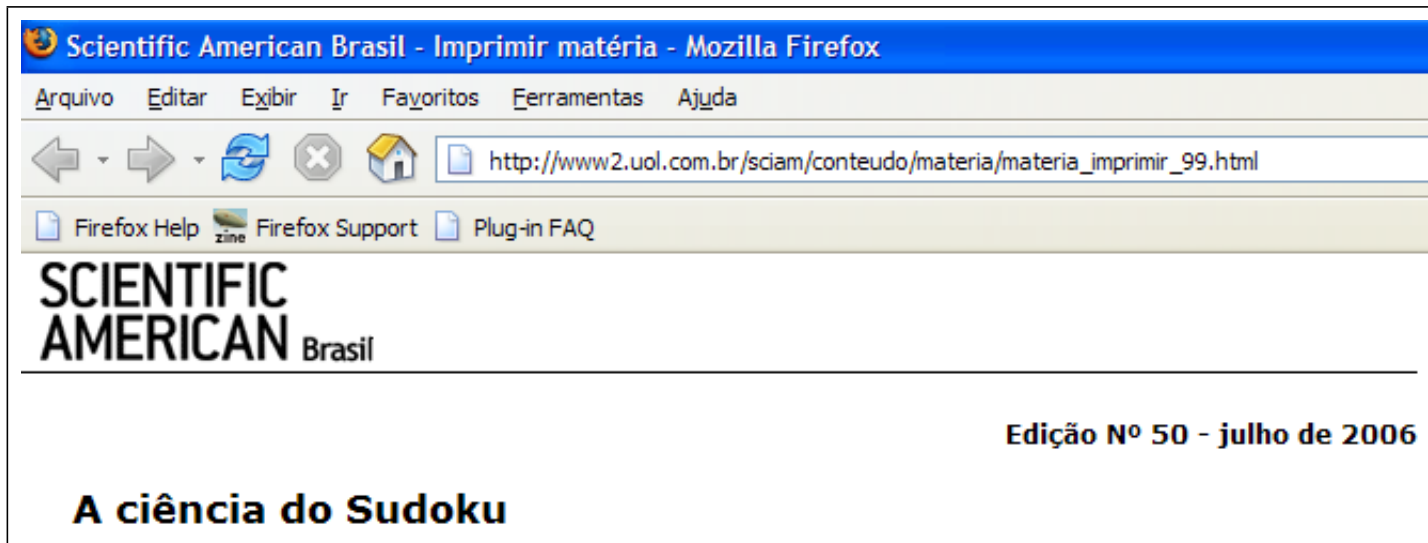 Scientific American Brasil - Imprimir matéria - Mozilla Firefox
Arquivo Editar Exibir Ir Favoritos Ferramentas Ajuda
http://www2.uol.com.br/sciam/conteudo/materia/materia_imprimir_99.html
Firefox Help zine Firefox Support Plug-in FAQ
SCIENTIFIC
AMERICAN Brasil
Edição Nº 50 - julho de 2006
A ciência do Sudoku